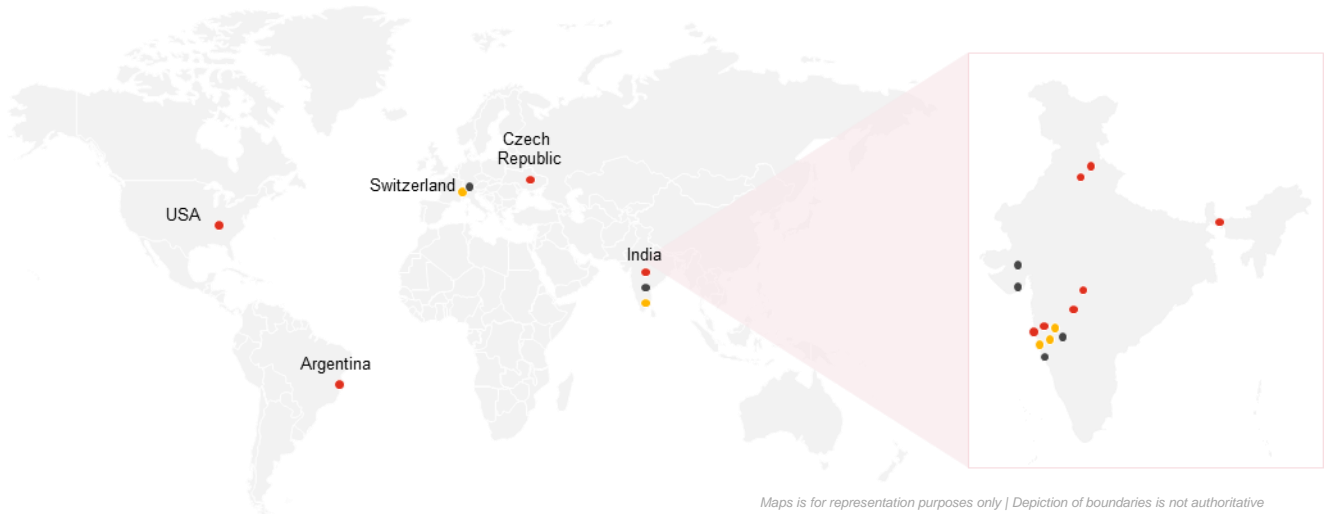 Czech
Republic
Switzerland
USA
India
Argentina
Maps is for representation purposes only | Depiction of boundaries is not authoritative